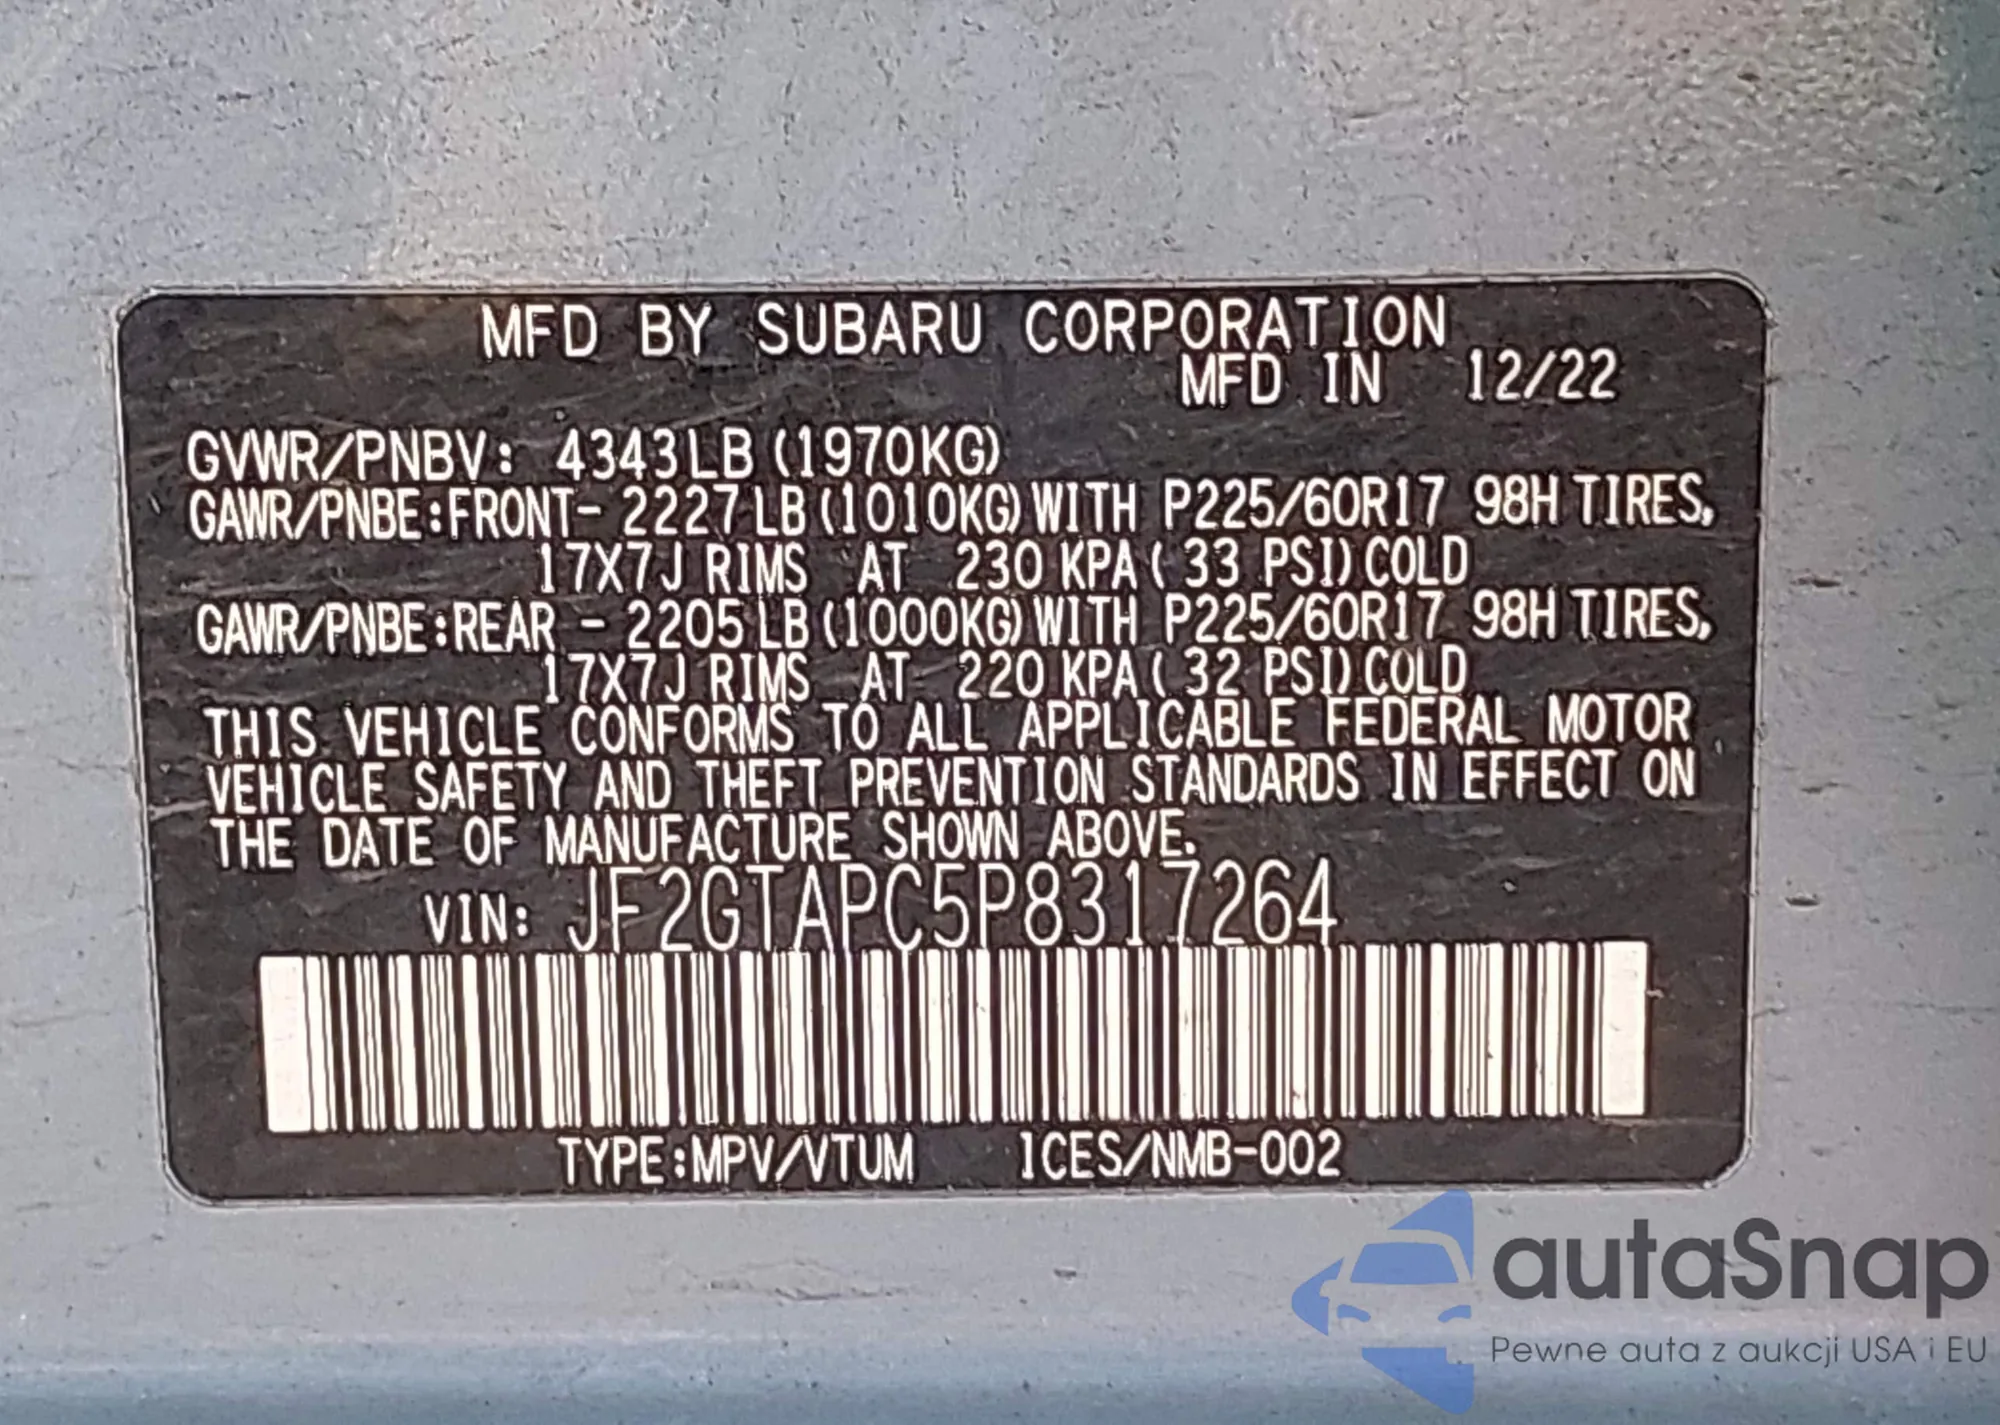 MFD BY SUBARU CORPORATION
MFD IN 12/22
GVWR/PNBV: 4343LB (1970KG)
GAWR/PNBE:FRONT- 2227 LB (1010KG) WITH P225/60R17 98H TIRES,
17X7J RIMS AT 230 KPA ( 33 PSI) COLD
GAWR/PNBE:REAR - 2205 LB (1000KG) WITH P225/60R17 98H TIRES,
17X7J RIMS AT 220 KPA ( 32 PSI) COLD
THIS VEHICLE CONFORMS TO ALL APPLICABLE FEDERAL MOTOR
VEHICLE SAFETY AND THEFT PREVENTION STANDARDS IN EFFECT ON
THE DATE OF MANUFACTURE SHOWN ABOVE.
VIN: JF2GTAPC5P8317264
TYPE:MPV/VTUM ICES/NMB-002
autaSnap
Pewne auta z aukcji USA i EU